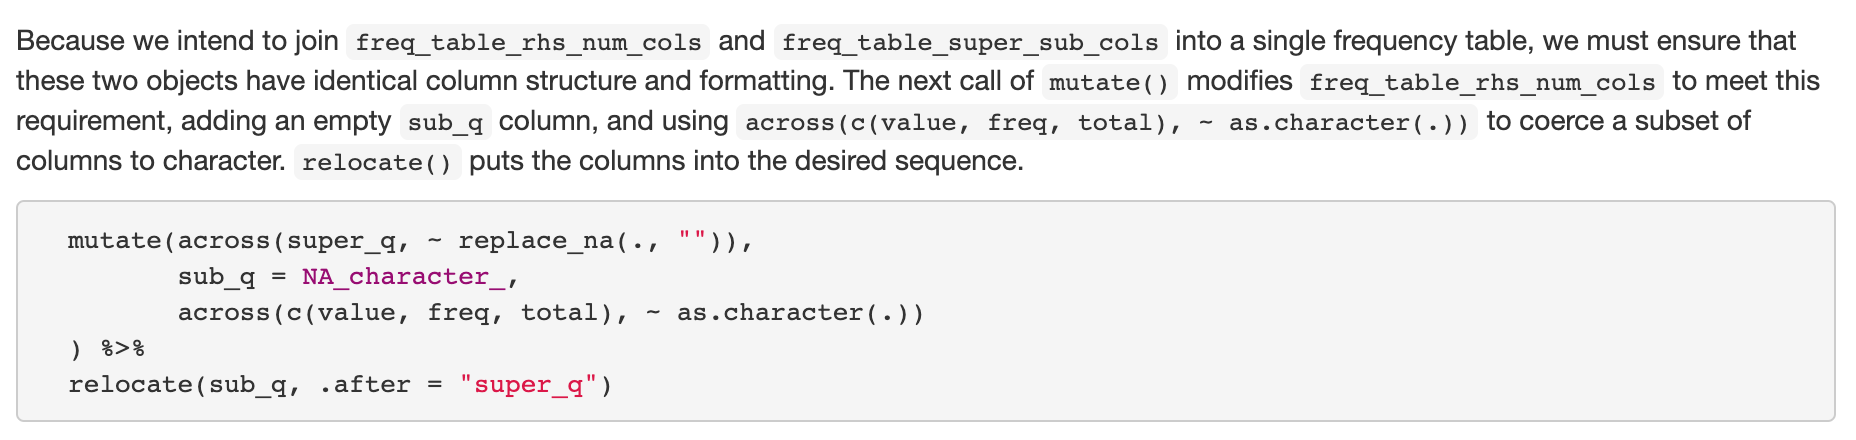 Because we intend to join freq_table_rhs_num_cols and freq_table_super_sub_cols into a single frequency table, we must ensure that
these two objects have identical column structure and formatting. The next call of mutate() modifies freq_table_rhs_num_cols to meet this
requirement, adding an empty sub_q column, and using across(c(value, freq, total), ~ as.character(.)) to coerce a subset of
columns to character. relocate() puts the columns into the desired sequence.
mutate(across(super_q, ~ replace_na(., "")),
sub_q = NA_character_,
across(c(value, freq, total), ~ as.character(.))
) %>%
relocate(sub_q, .after = "super_q")